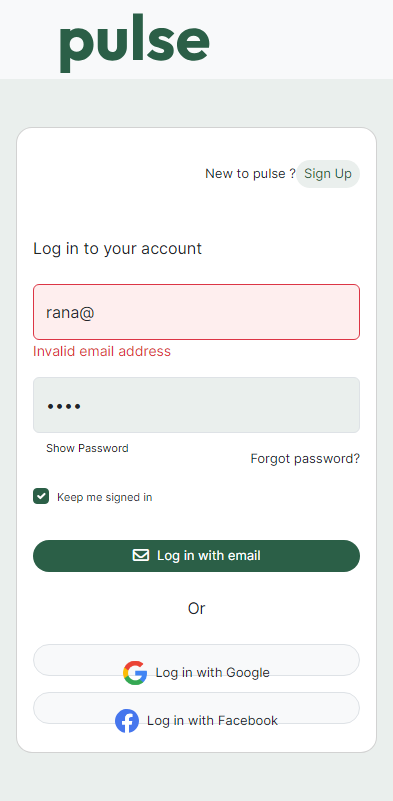 pulse
New to pulse ? Sign Up
Log in to your account
rana@
Invalid email address
••••
Show Password
Forgot password?
Keep me signed in
Log in with email
Or
Log in with Google
Log in with Facebook